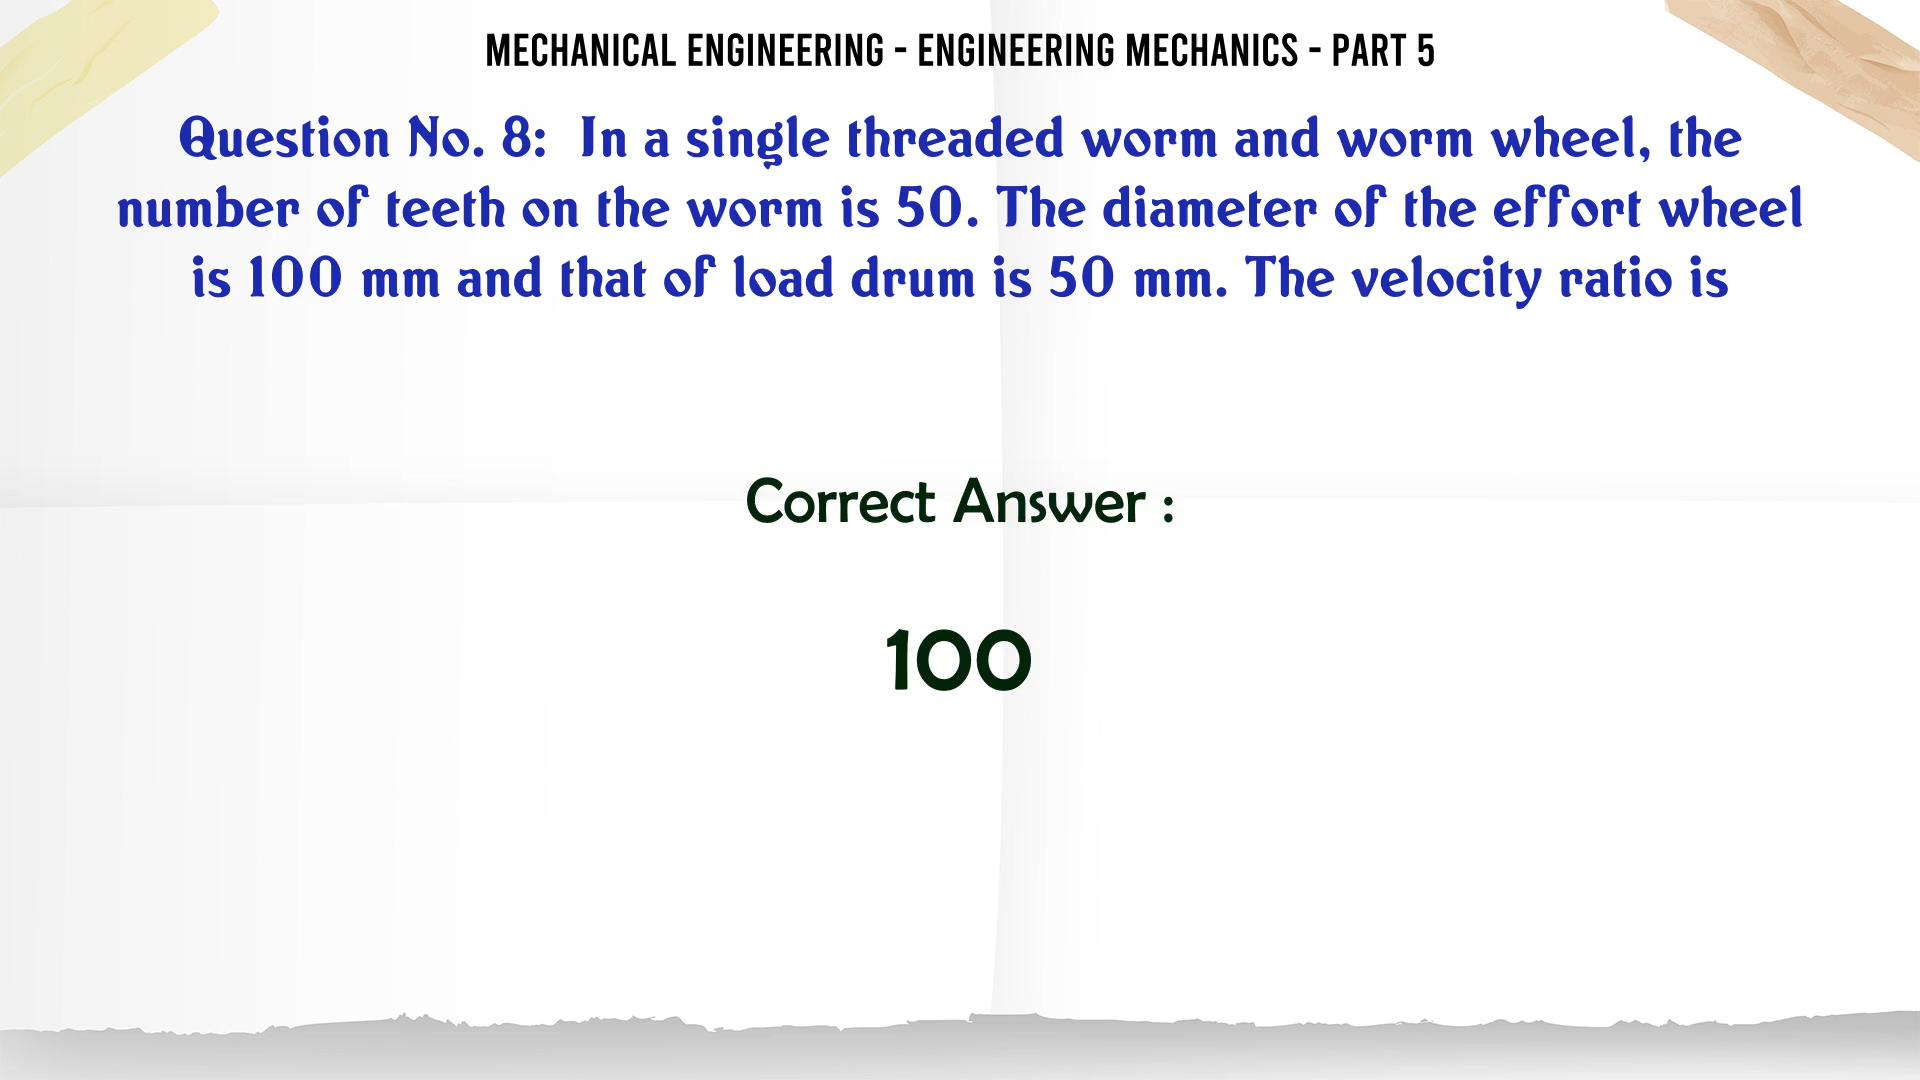 MECHANICAL ENGINEERING - ENGINEERING MECHANICS - PART 5
Question No. 8: In a single threaded worm and worm wheel, the
number of teeth on the worm is 50. The diameter of the effort wheel
is 100 mm and that of load drum is 50 mm. The velocity ratio is
Correct Answer :
100